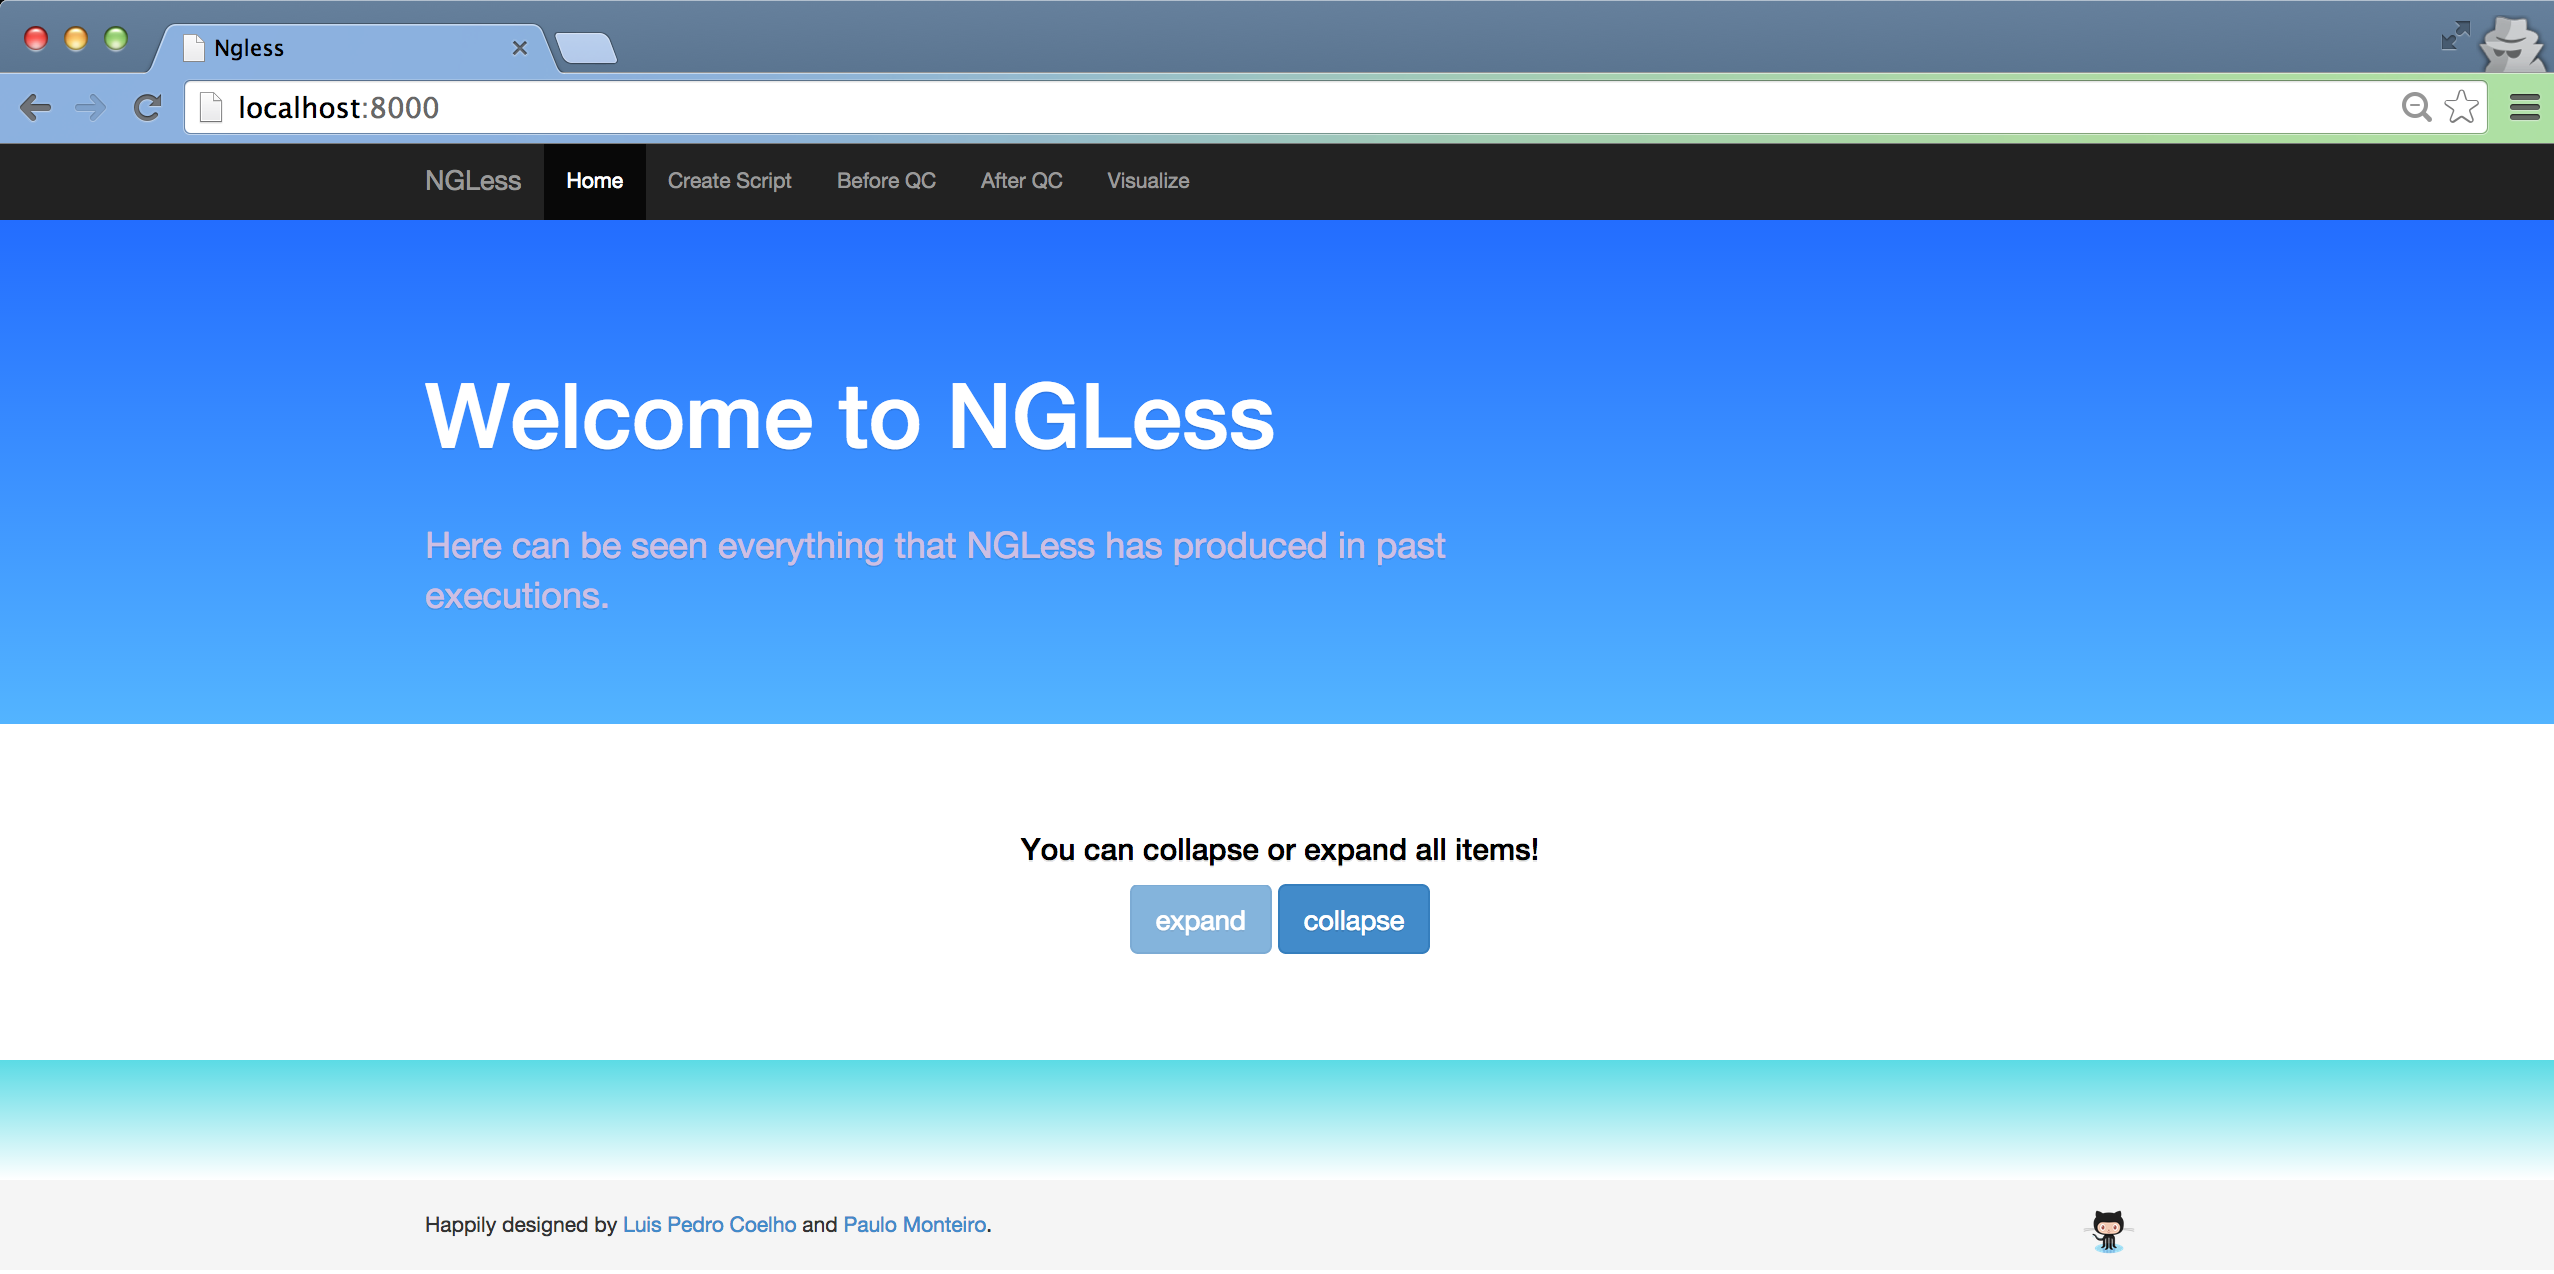 Ngless
localhost:8000
NGLess Home Create Script Before QC After QC Visualize
Welcome to NGLess
Here can be seen everything that NGLess has produced in past
executions.
You can collapse or expand all items!
expand collapse
Happily designed by Luis Pedro Coelho and Paulo Monteiro.